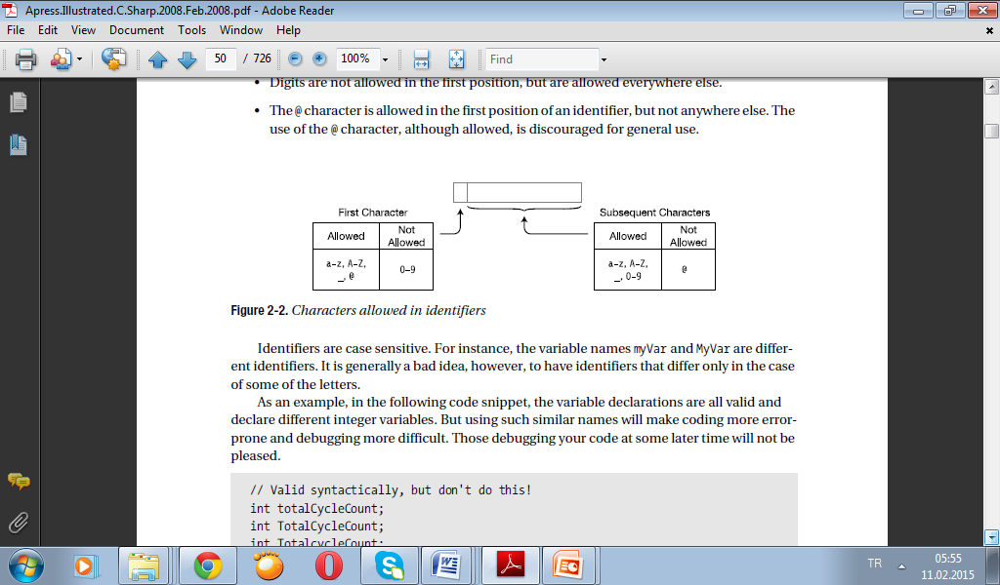 Apress.Illustrated.C.Sharp.2008.Feb.2008.pdf - Adobe Reader
File Edit View Document Tools Window Help
50 / 726 100% Find
• Digits are not allowed in the first position, but are allowed everywhere else.
• The @ character is allowed in the first position of an identifier, but not anywhere else. The
use of the @ character, although allowed, is discouraged for general use.
First Character
Allowed
Not
Allowed
a–z, A–Z,
_, @
0–9
Subsequent Characters
Allowed
Not
Allowed
a–z, A–Z,
_, 0–9
@
Figure 2-2. Characters allowed in identifiers
Identifiers are case sensitive. For instance, the variable names myVar and MyVar are differ-
ent identifiers. It is generally a bad idea, however, to have identifiers that differ only in the case
of some of the letters.
As an example, in the following code snippet, the variable declarations are all valid and
declare different integer variables. But using such similar names will make coding more error-
prone and debugging more difficult. Those debugging your code at some later time will not be
pleased.
// Valid syntactically, but don't do this!
int totalCycleCount;
int TotalCycleCount;
int TotalcycleCount;
TR
05:55
11.02.2015